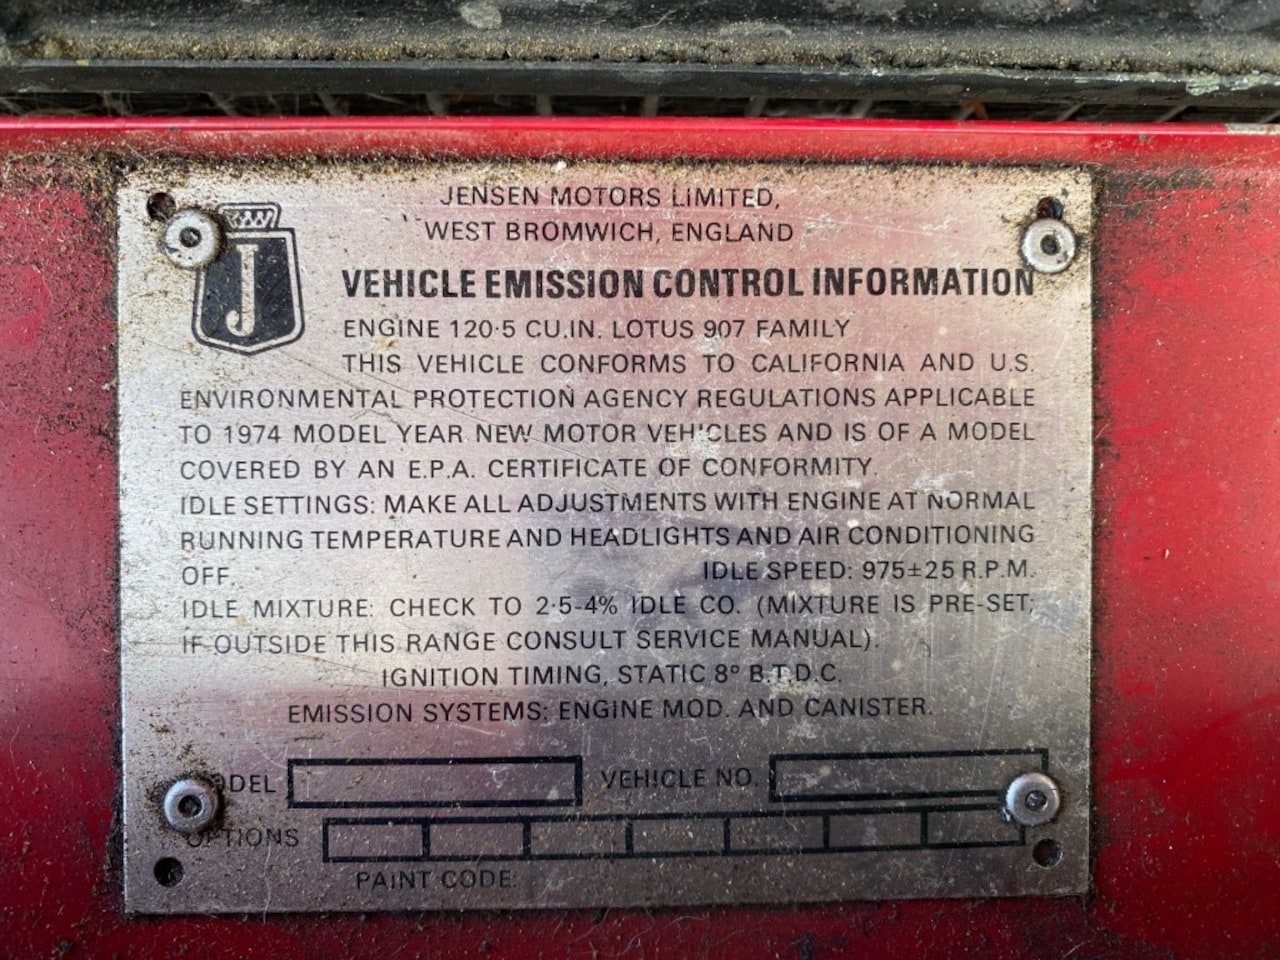 JENSEN MOTORS LIMITED,
WEST BROMWICH, ENGLAND
J
VEHICLE EMISSION CONTROL INFORMATION
ENGINE 120·5 CU.IN. LOTUS 907 FAMILY
THIS VEHICLE CONFORMS TO CALIFORNIA AND U.S.
ENVIRONMENTAL PROTECTION AGENCY REGULATIONS APPLICABLE
TO 1974 MODEL YEAR NEW MOTOR VEHICLES AND IS OF A MODEL
COVERED BY AN E.P.A. CERTIFICATE OF CONFORMITY.
IDLE SETTINGS: MAKE ALL ADJUSTMENTS WITH ENGINE AT NORMAL
RUNNING TEMPERATURE AND HEADLIGHTS AND AIR CONDITIONING
OFF. IDLE SPEED: 975±25 R.P.M.
IDLE MIXTURE: CHECK TO 2·5-4% IDLE CO. (MIXTURE IS PRE-SET;
IF OUTSIDE THIS RANGE CONSULT SERVICE MANUAL).
IGNITION TIMING, STATIC 8° B.T.D.C.
EMISSION SYSTEMS: ENGINE MOD. AND CANISTER.
MODEL VEHICLE NO.
OPTIONS
PAINT CODE: